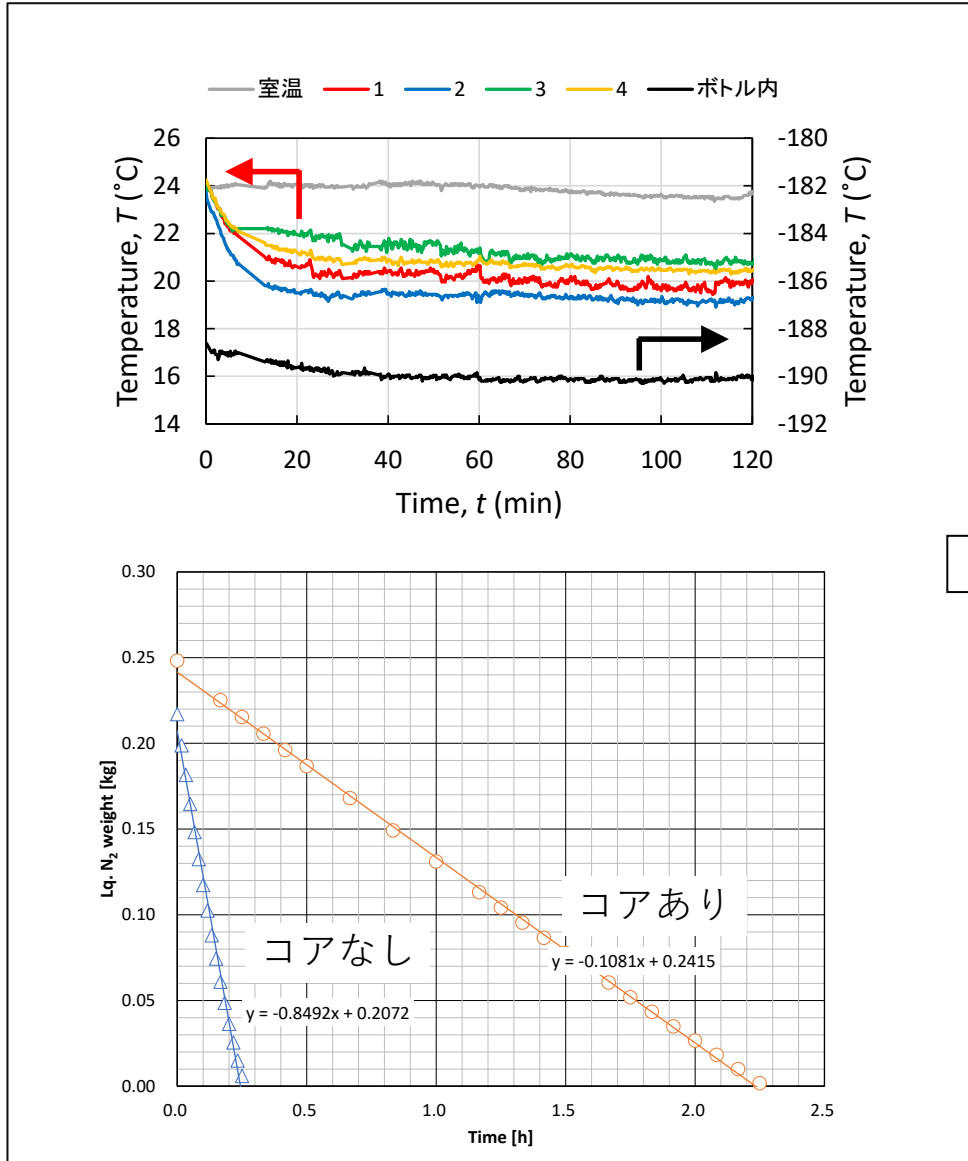 室温 1 2 3 4 ボトル内
26
24
22
20
18
16
14
Temperature, T (˚C)
-180
-182
-184
-186
-188
-190
-192
Temperature, T (˚C)
0 20 40 60 80 100 120
Time, t (min)
0.30
0.25
0.20
0.15
0.10
0.05
0.00
Lq. N₂ weight [kg]
コアあり
y = -0.1081x + 0.2415
コアなし
y = -0.8492x + 0.2072
0.0 0.5 1.0 1.5 2.0 2.5
Time [h]